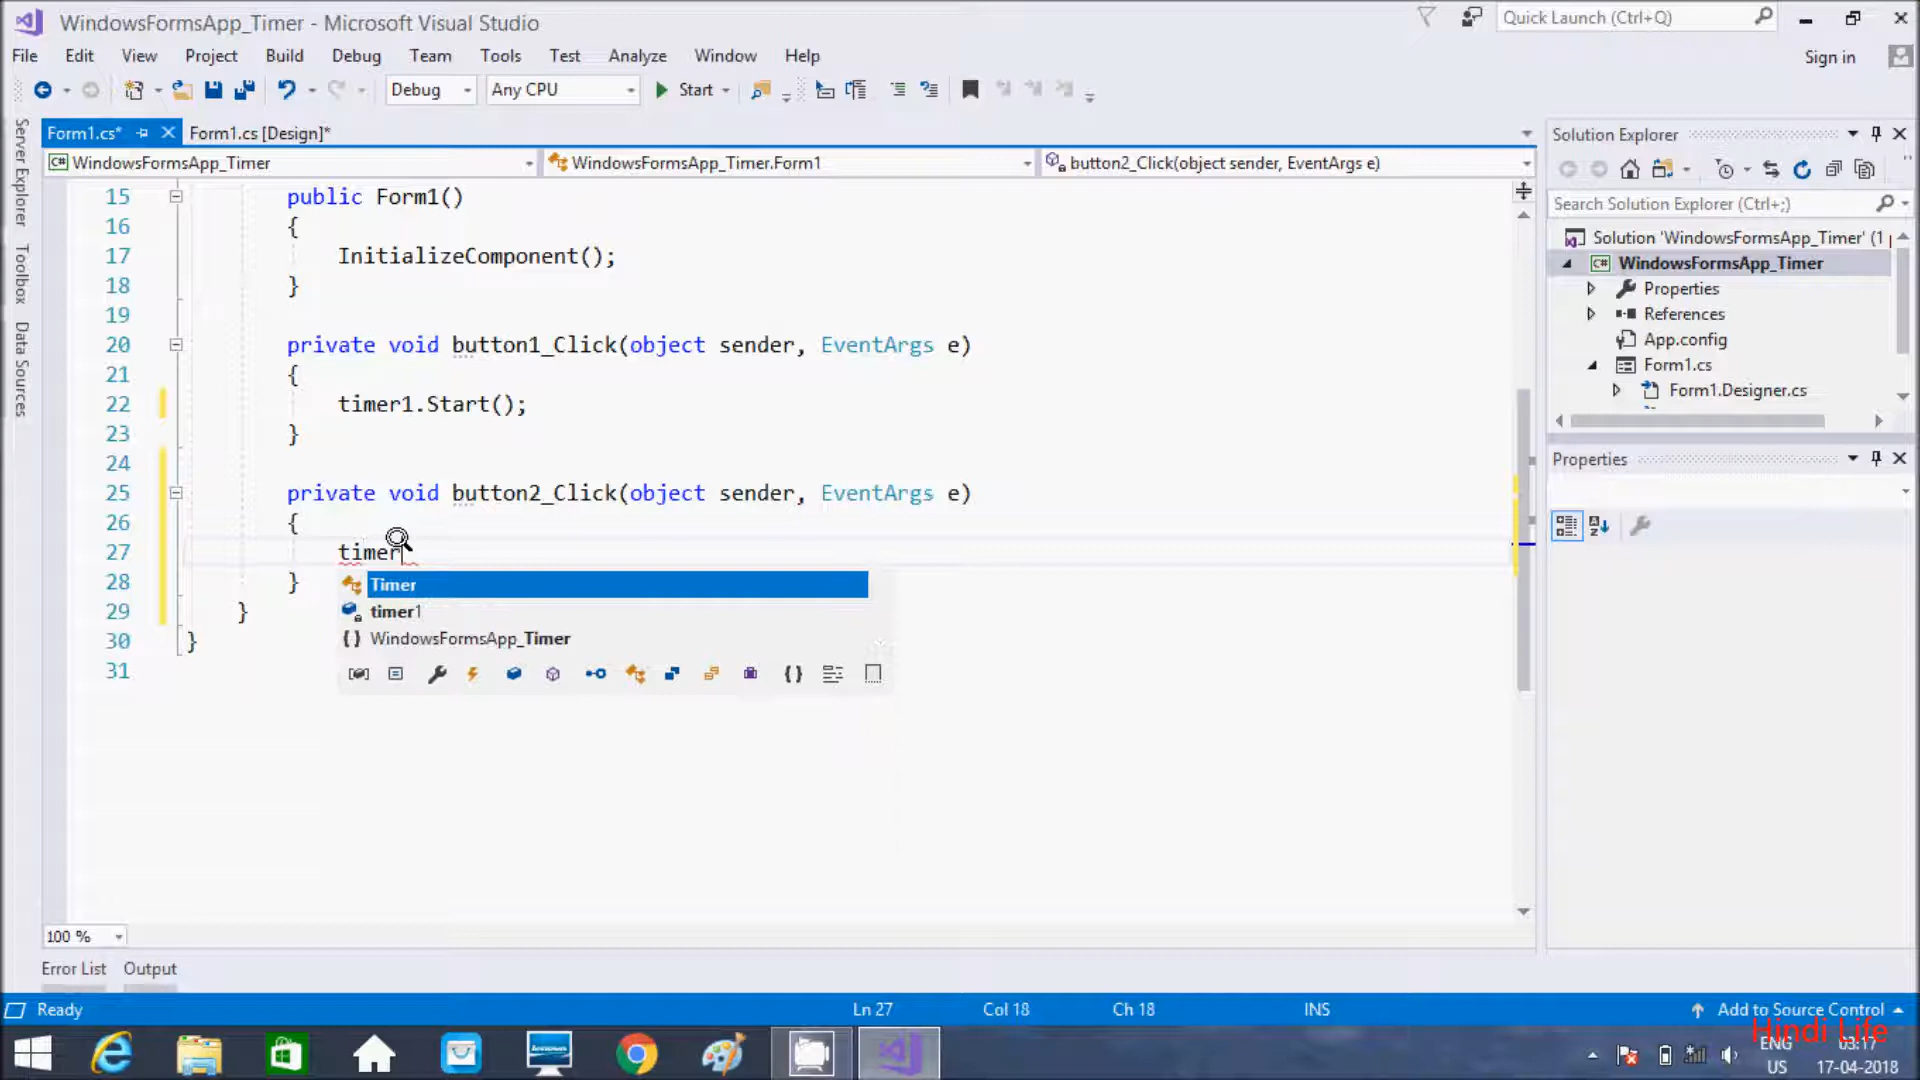 WindowsFormsApp_Timer - Microsoft Visual Studio
Quick Launch (Ctrl+Q)
File Edit View Project Build Debug Team Tools Test Analyze Window Help
Sign in
Debug Any CPU Start
Form1.cs* Form1.cs [Design]*
WindowsFormsApp_Timer WindowsFormsApp_Timer.Form1 button2_Click(object sender, EventArgs e)
Server Explorer
Toolbox
Data Sources
15 public Form1()
16 {
17 InitializeComponent();
18 }
19
20 private void button1_Click(object sender, EventArgs e)
21 {
22 timer1.Start();
23 }
24
25 private void button2_Click(object sender, EventArgs e)
26 {
27 timer
28 }
29 }
30 }
31
Timer
timer1
{ } WindowsFormsApp_Timer
Solution Explorer
Search Solution Explorer (Ctrl+;)
Solution 'WindowsFormsApp_Timer' (1
C# WindowsFormsApp_Timer
Properties
References
App.config
Form1.cs
Form1.Designer.cs
Properties
100 %
Error List Output
Ready Ln 27 Col 18 Ch 18 INS Add to Source Control
Hindi Life
ENG 03:17
US 17-04-2018